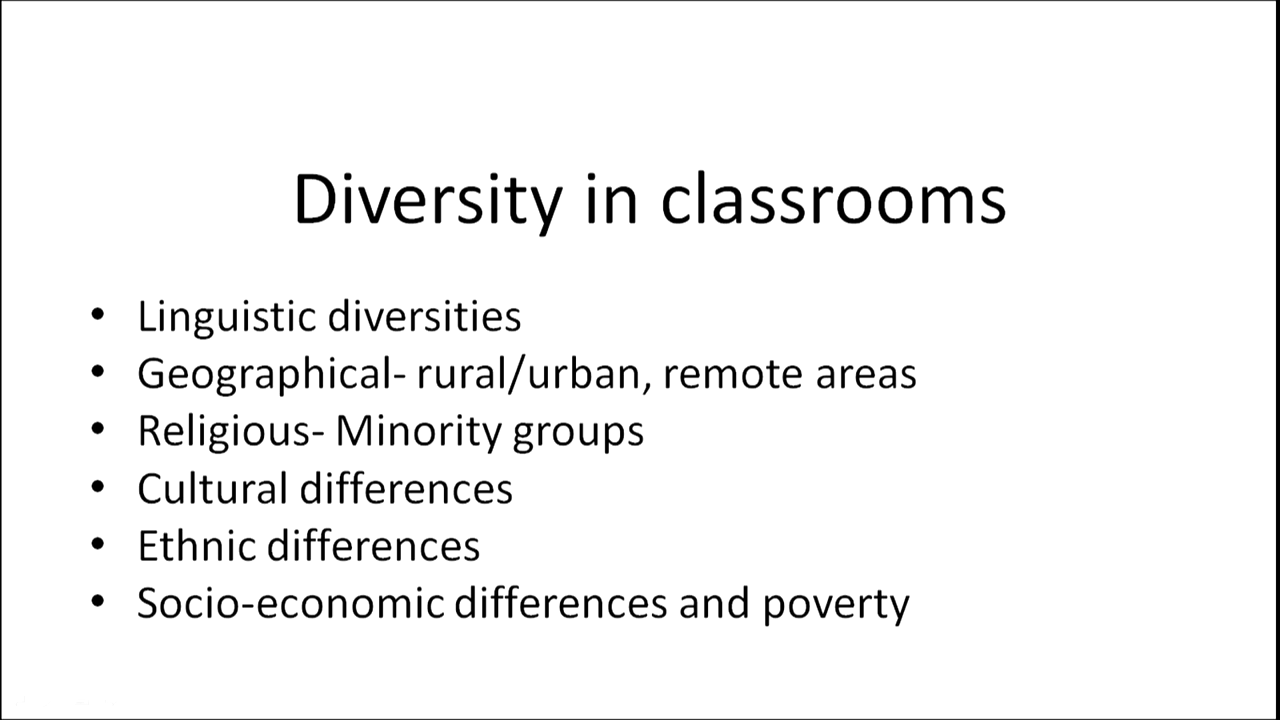 Diversity in classrooms
• Linguistic diversities
• Geographical- rural/urban, remote areas
• Religious- Minority groups
• Cultural differences
• Ethnic differences
• Socio-economic differences and poverty